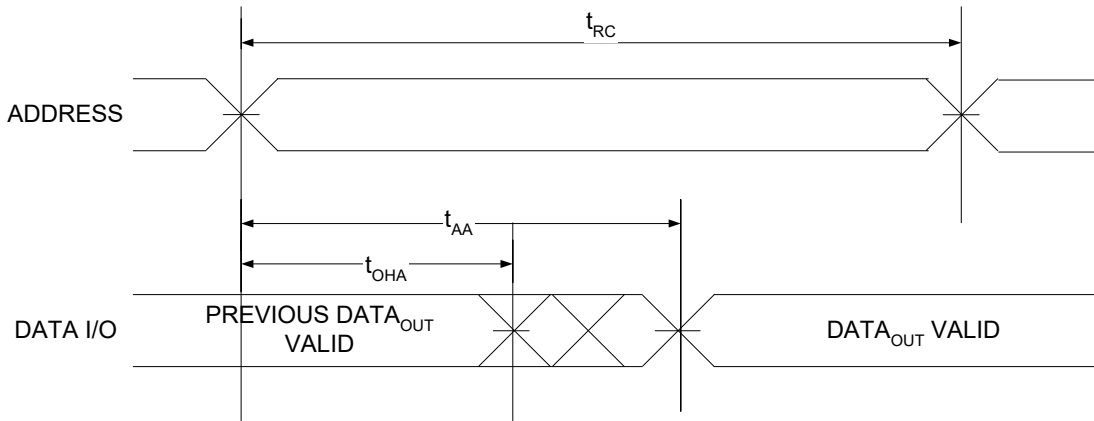 tRC
ADDRESS
tAA
tOHA
DATA I/O
PREVIOUS DATAOUT
VALID
DATAOUT VALID